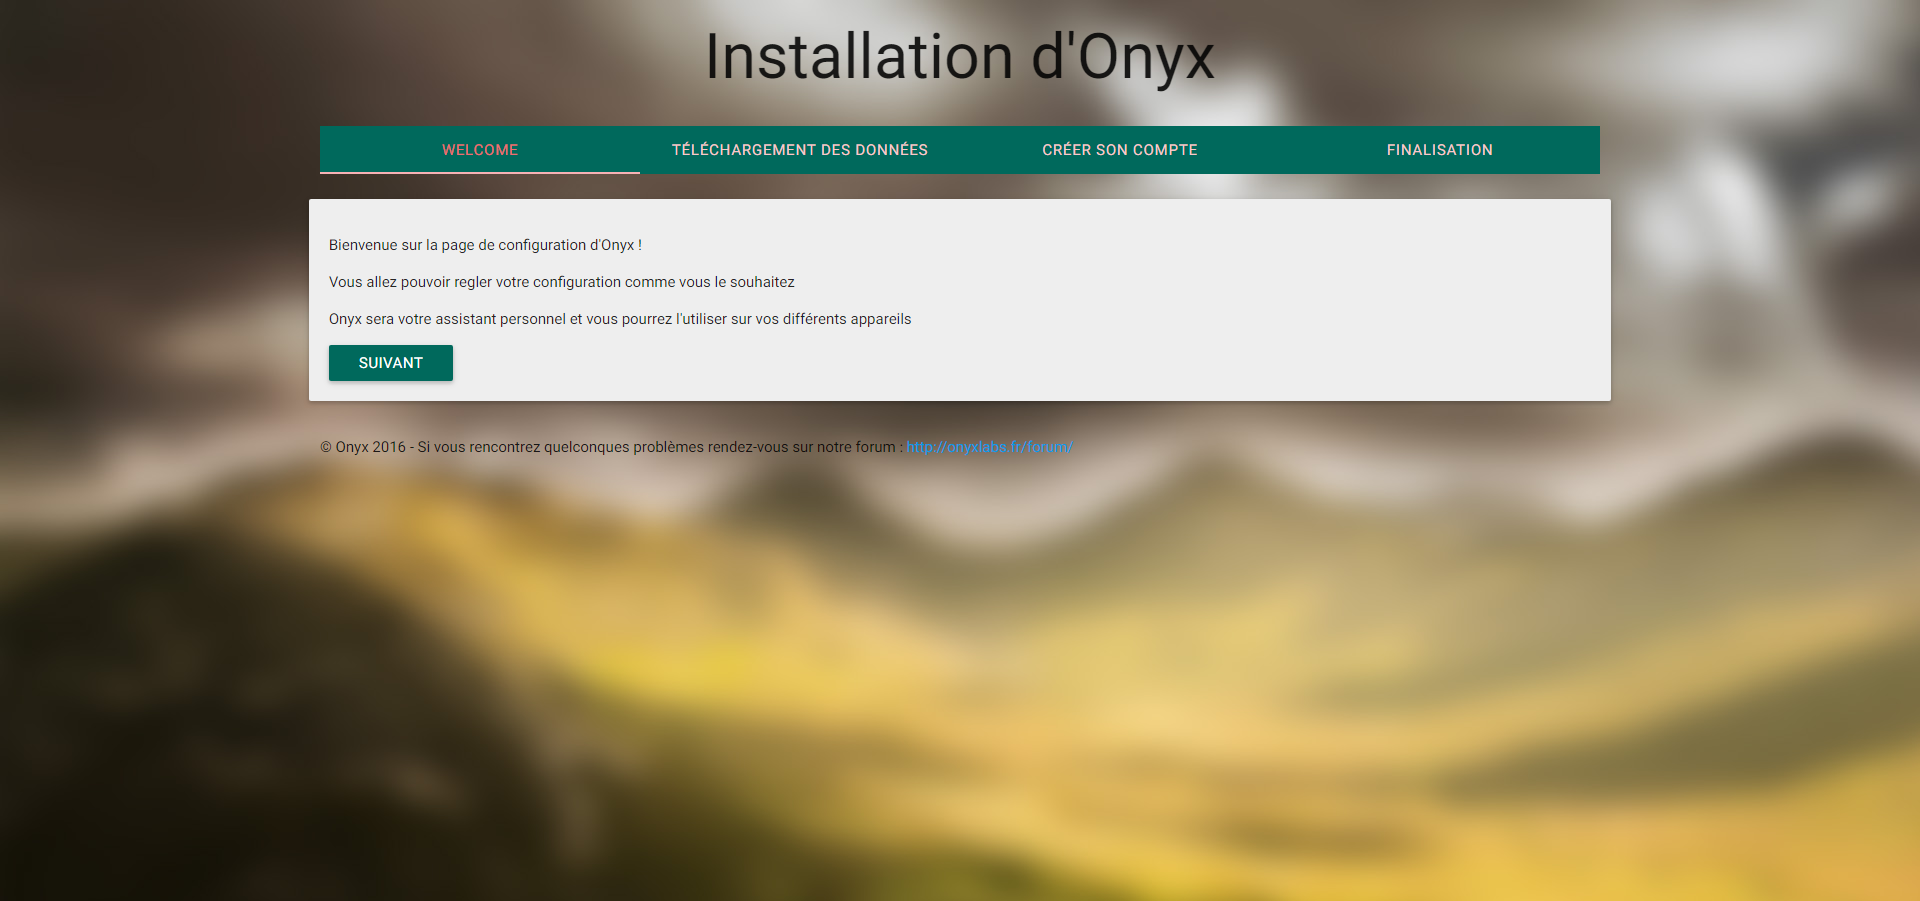 Installation d'Onyx
WELCOME
TÉLÉCHARGEMENT DES DONNÉES
CRÉER SON COMPTE
FINALISATION
Bienvenue sur la page de configuration d'Onyx !
Vous allez pouvoir regler votre configuration comme vous le souhaitez
Onyx sera votre assistant personnel et vous pourrez l'utiliser sur vos différents appareils
SUIVANT
© Onyx 2016 - Si vous rencontrez quelconques problèmes rendez-vous sur notre forum : http://onyxlabs.fr/forum/